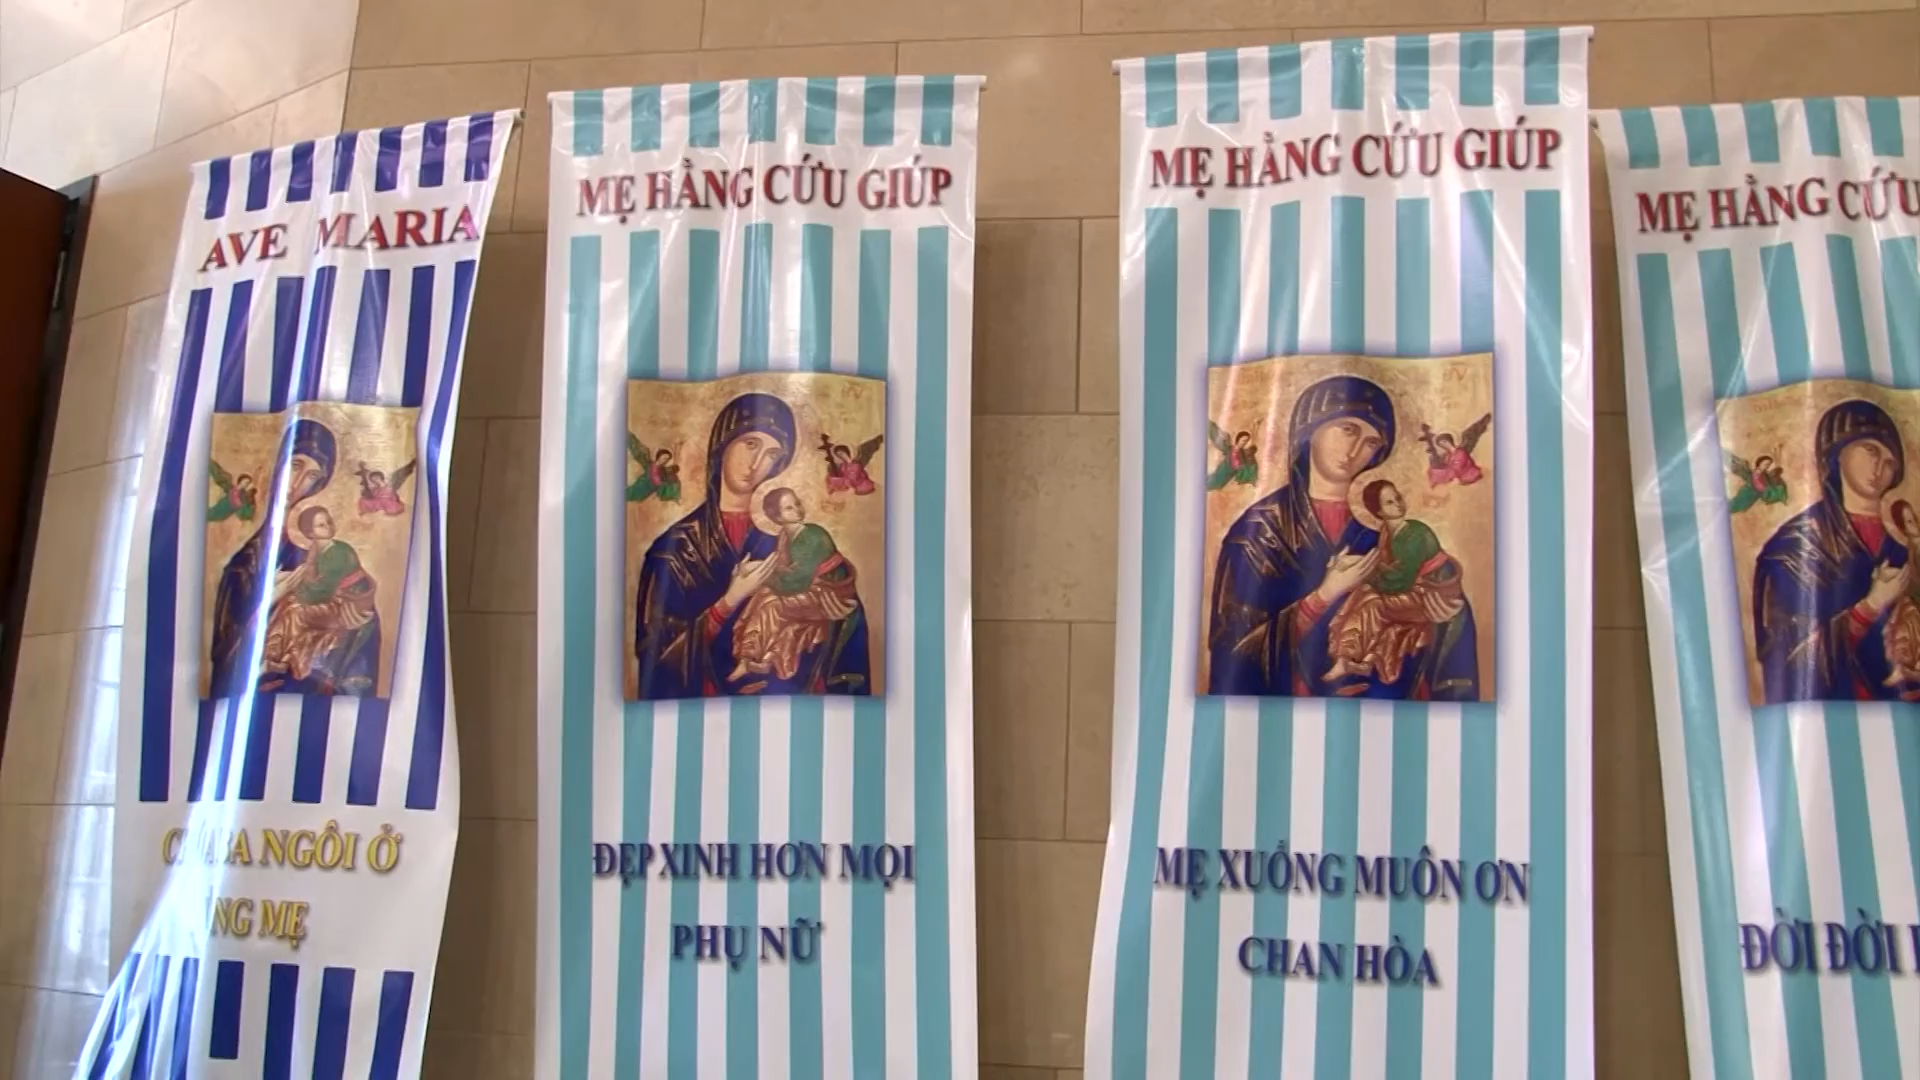 AVE MARIA
NGÔI Ở
MẸ
MẸ HẰNG CỨU GIÚP
ĐẸP XINH HƠN MỌI
PHỤ NỮ
MẸ HẰNG CỨU GIÚP
MẸ XUỐNG MUÔN ƠN
CHAN HÒA
MẸ HẰNG CỨU
ĐỜI ĐỜI